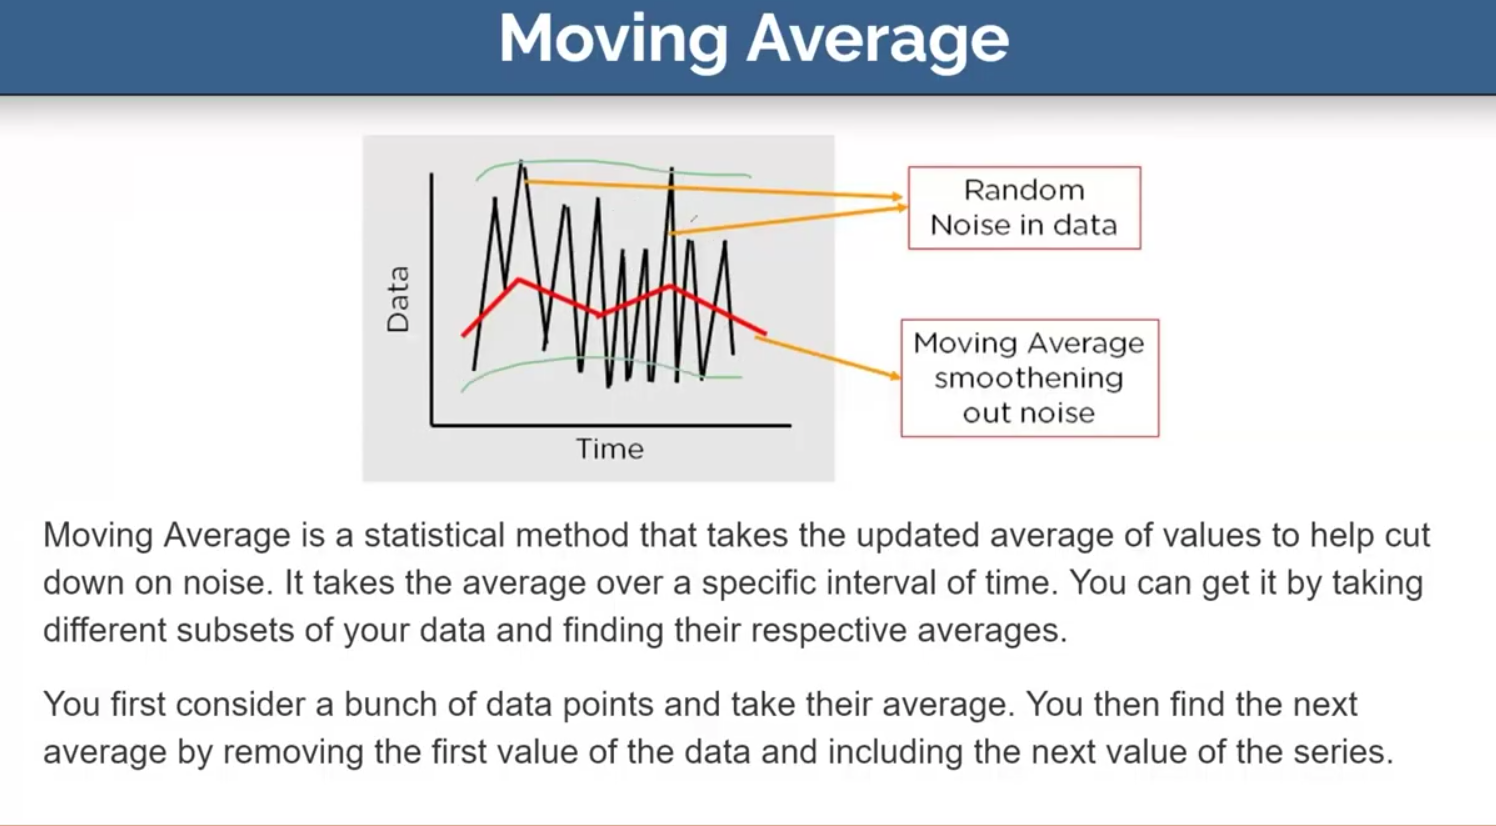 Moving Average
Random
Noise in data
Data
Moving Average
smoothening
out noise
Time
Moving Average is a statistical method that takes the updated average of values to help cut
down on noise. It takes the average over a specific interval of time. You can get it by taking
different subsets of your data and finding their respective averages.
You first consider a bunch of data points and take their average. You then find the next
average by removing the first value of the data and including the next value of the series.